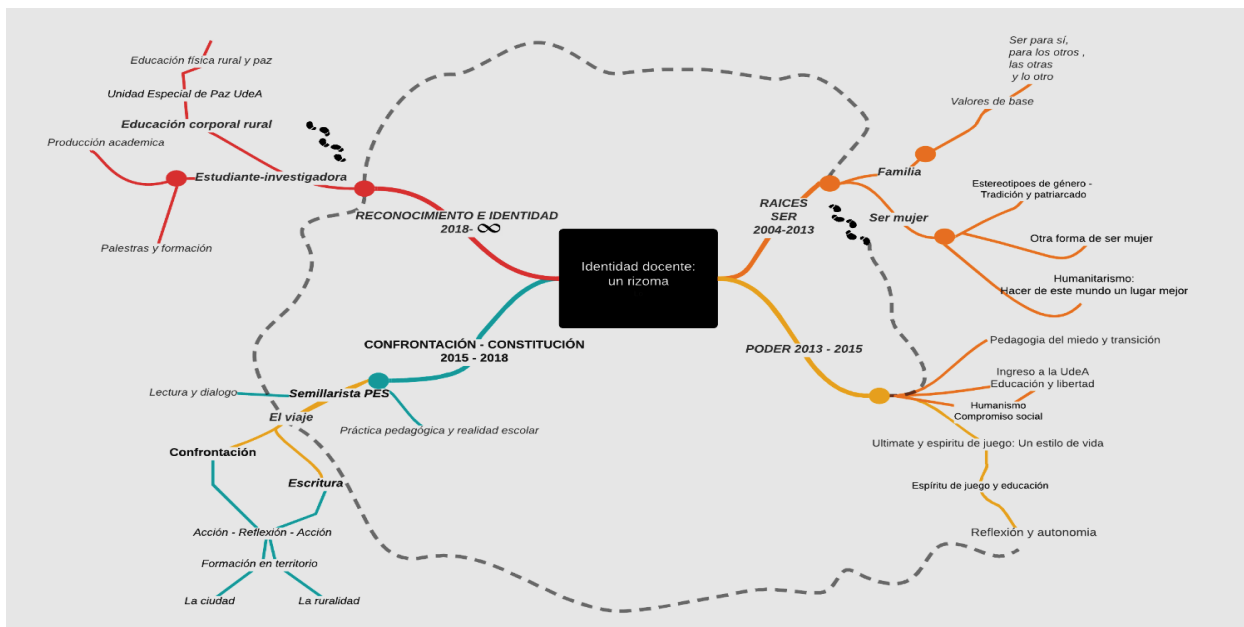 Identidad docente:
un rizoma
RAICES
SER
2004-2013
Familia
Valores de base
Ser para sí,
para los otros ,
las otras
y lo otro
Ser mujer
Estereotipoes de género -
Tradición y patriarcado
Otra forma de ser mujer
Humanitarismo:
Hacer de este mundo un lugar mejor
PODER 2013 - 2015
Pedagogía del miedo y transición
Ingreso a la UdeA
Educación y libertad
Humanismo
Compromiso social
Ultimate y espiritu de juego: Un estilo de vida
Espíritu de juego y educación
Reflexión y autonomia
CONFRONTACIÓN - CONSTITUCIÓN
2015 - 2018
Semillarista PES
Lectura y dialogo
Práctica pedagógica y realidad escolar
El viaje
Confrontación
Escritura
Acción - Reflexión - Acción
Formación en territorio
La ciudad
La ruralidad
RECONOCIMIENTO E IDENTIDAD
2018- ∞
Estudiante-investigadora
Producción academica
Palestras y formación
Educación corporal rural
Unidad Especial de Paz UdeA
Educación física rural y paz